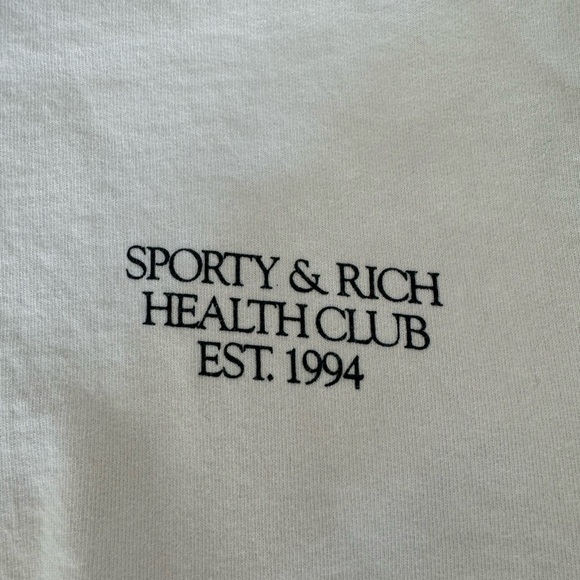 SPORTY & RICH
HEALTH CLUB
EST. 1994